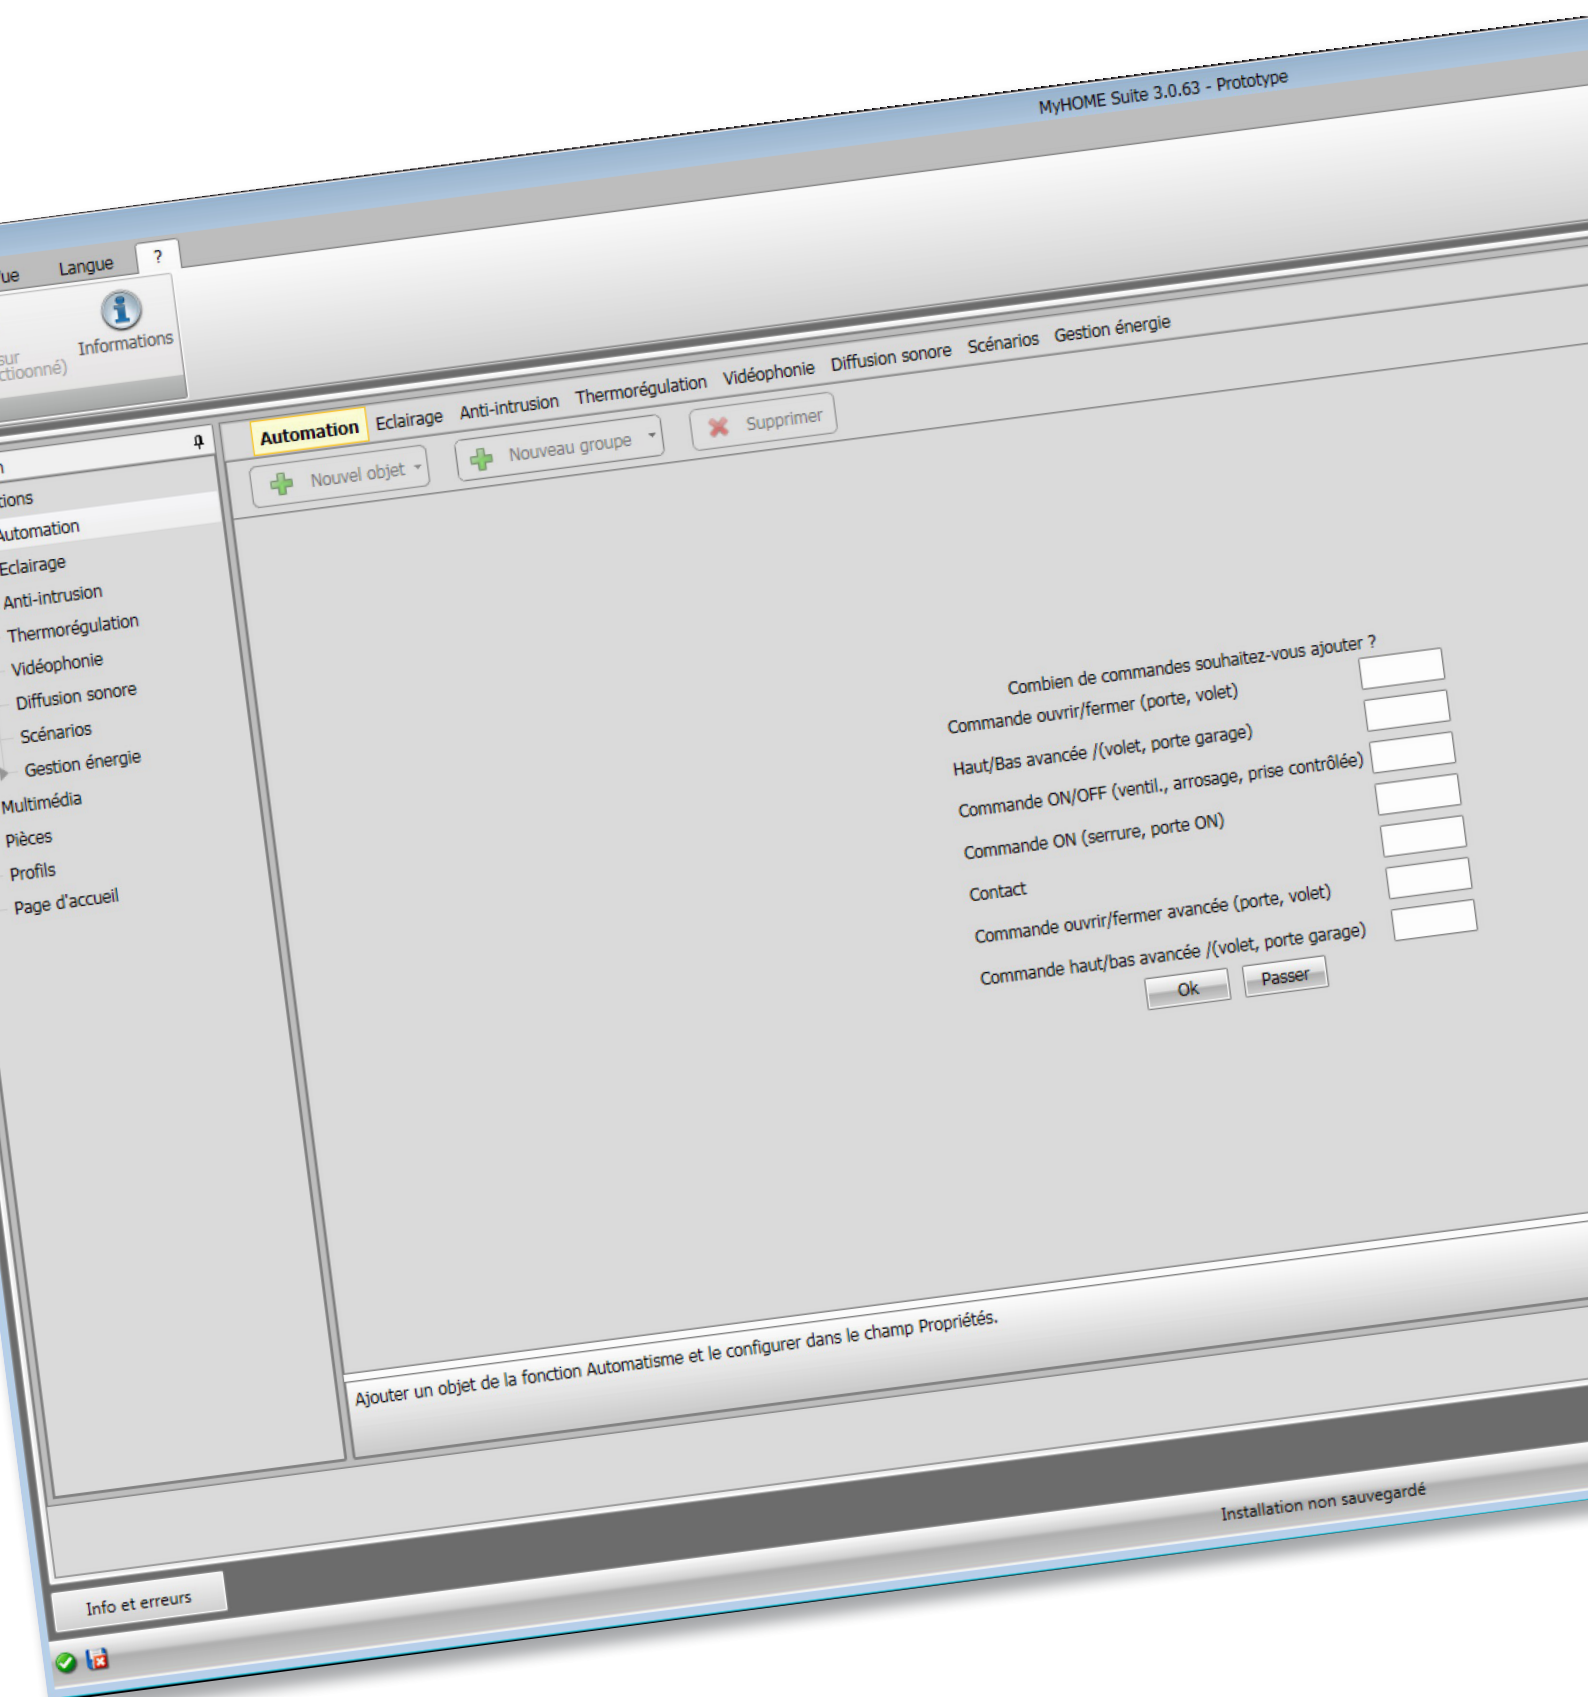 MyHOME Suite 3.0.63 - Prototype
Langue
?
sur
Informations
Automation
Eclairage
Anti-intrusion
Thermorégulation
Vidéophonie
Diffusion sonore
Scénarios
Gestion énergie
Nouvel objet
Nouveau groupe
Supprimer
Automation
Eclairage
Anti-intrusion
Thermorégulation
Vidéophonie
Diffusion sonore
Scénarios
Gestion énergie
Multimédia
Pièces
Profils
Page d'accueil
Combien de commandes souhaitez-vous ajouter ?
Commande ouvrir/fermer (porte, volet)
Haut/Bas avancée /(volet, porte garage)
Commande ON/OFF (ventil., arrosage, prise contrôlée)
Commande ON (serrure, porte ON)
Contact
Commande ouvrir/fermer avancée (porte, volet)
Commande haut/bas avancée /(volet, porte garage)
Ok
Passer
Ajouter un objet de la fonction Automatisme et le configurer dans le champ Propriétés.
Installation non sauvegardé
Info et erreurs